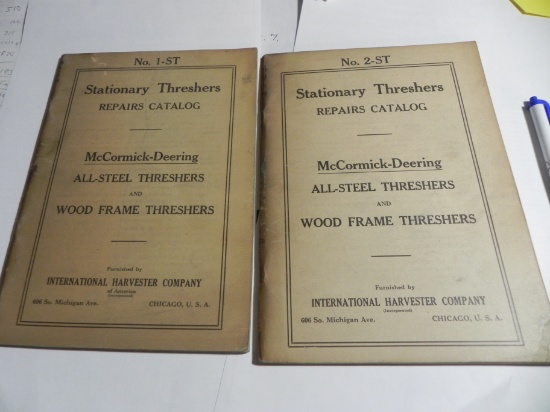 No. 1-ST
Stationary Threshers
REPAIRS CATALOG
McCormick-Deering
ALL-STEEL THRESHERS
AND
WOOD FRAME THRESHERS
Furnished by
INTERNATIONAL HARVESTER COMPANY
of America
(Incorporated)
606 So. Michigan Ave. CHICAGO, U. S. A.
No. 2-ST
Stationary Threshers
REPAIRS CATALOG
McCormick-Deering
ALL-STEEL THRESHERS
AND
WOOD FRAME THRESHERS
Furnished by
INTERNATIONAL HARVESTER COMPANY
(Incorporated)
606 So. Michigan Ave. CHICAGO, U. S. A.